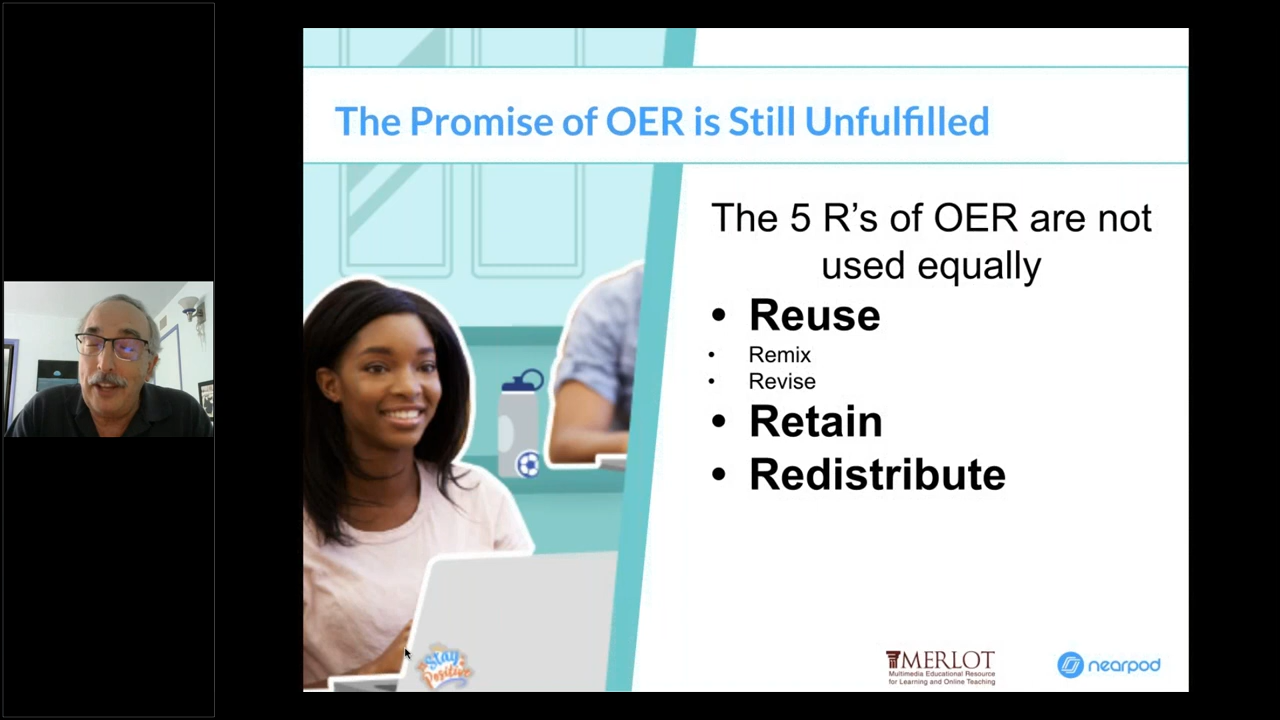 The Promise of OER is Still Unfulfilled
The 5 R’s of OER are not
used equally
• Reuse
• Remix
• Revise
• Retain
• Redistribute
Stay
Positive
MERLOT
Multimedia Educational Resource
for Learning and Online Teaching
nearpod